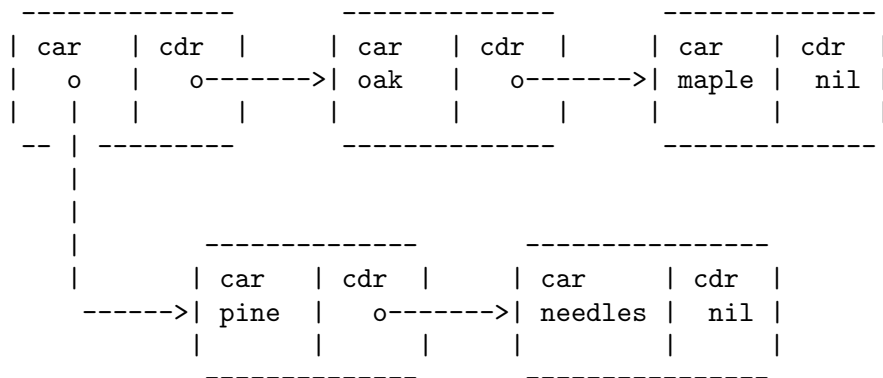 car cdr car cdr car cdr
o o------->| oak o------->| maple nil
car cdr car cdr
------>| pine o------->| needles nil